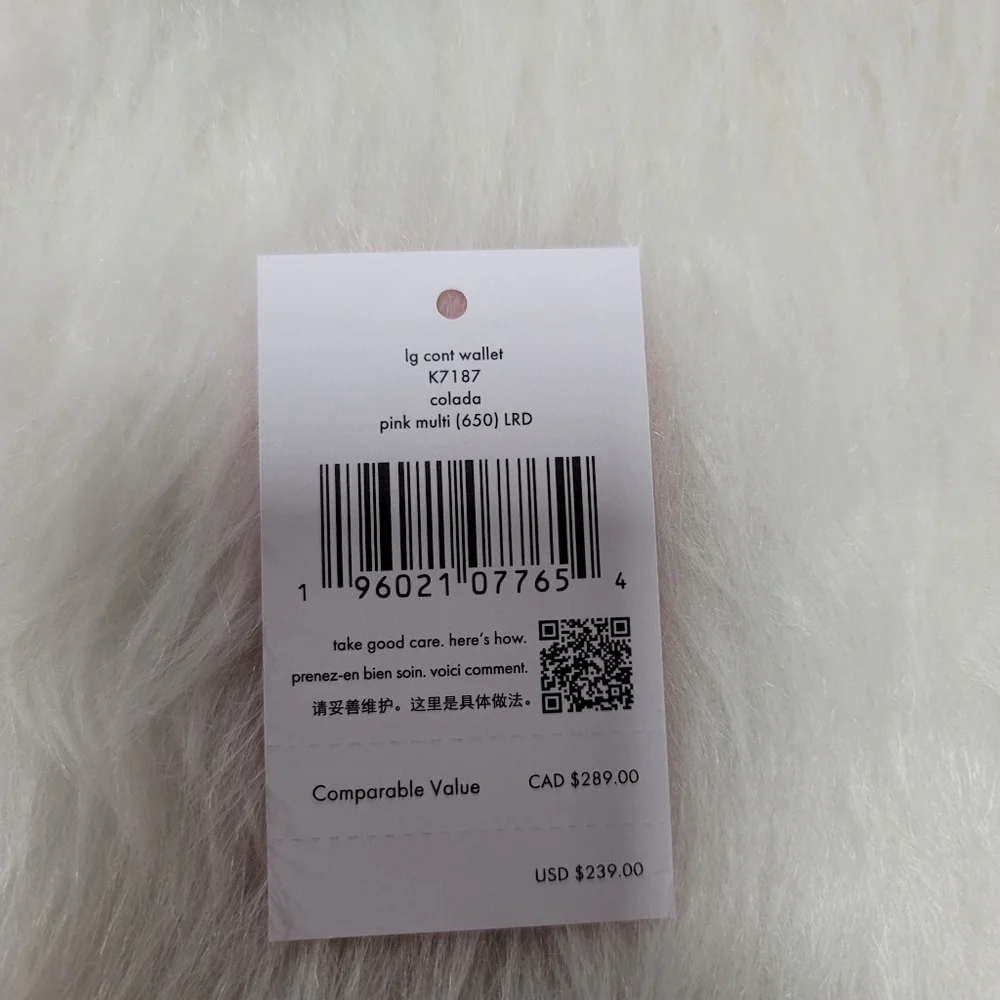 lg cont wallet
K7187
colada
pink multi (650) LRD
1 96021 07765 4
take good care. here's how.
prenez-en bien soin. voici comment.
请妥善维护。这里是具体做法。
Comparable Value CAD $289.00
USD $239.00